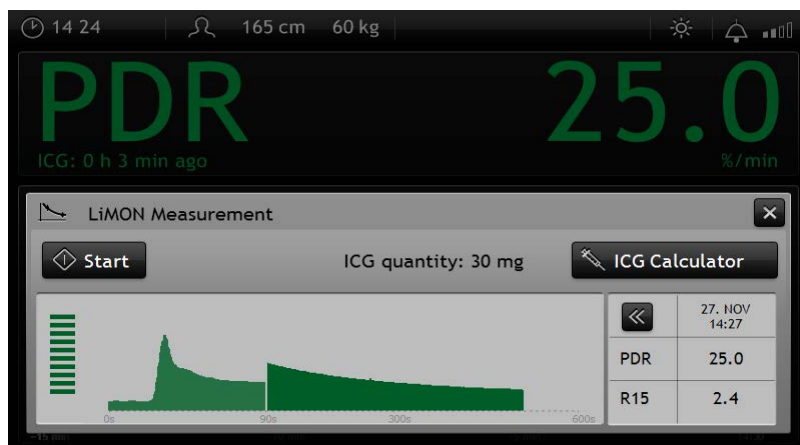 14 24 165 cm 60 kg
PDR 25.0
ICG: 0 h 3 min ago %/min
LiMON Measurement
Start ICG quantity: 30 mg ICG Calculator
27. NOV
14:27
PDR 25.0
R15 2.4
0s 90s 300s 600s
-15 min